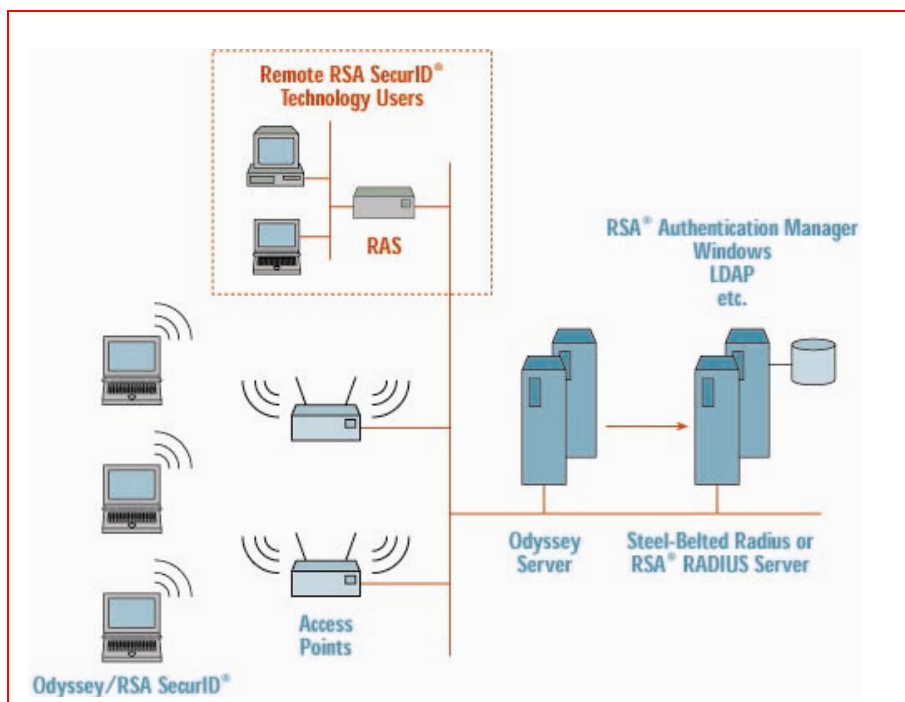 Remote RSA SecurID®
Technology Users
RAS
RSA® Authentication Manager
Windows
LDAP
etc.
Odyssey
Server
Steel-Belted Radius or
RSA® RADIUS Server
Access
Points
Odyssey/RSA SecurID®